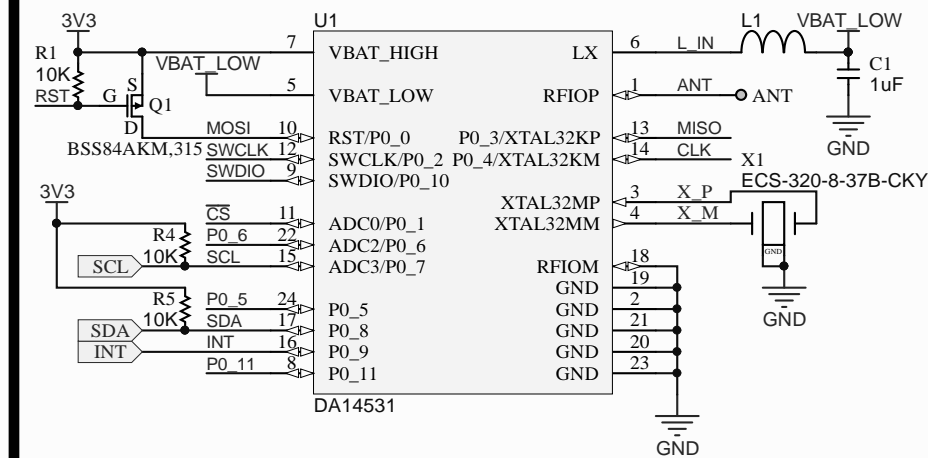 3V3
U1
L1
VBAT_LOW
R1
10K
VBAT_LOW
7
VBAT_HIGH
LX
6
L_IN
C1
1uF
RST
G
S
Q1
D
5
VBAT_LOW
RFIOP
1
ANT
ANT
GND
BSS84AKM,315
MOSI
10
RST/P0_0
P0_3/XTAL32KP
13
MISO
SWCLK
12
SWCLK/P0_2
P0_4/XTAL32KM
14
CLK
X1
SWDIO
9
SWDIO/P0_10
ECS-320-8-37B-CKY
3V3
XTAL32MP
3
X_P
CS
11
ADC0/P0_1
XTAL32MM
4
X_M
R4
10K
P0_6
22
ADC2/P0_6
GND
SCL
SCL
15
ADC3/P0_7
RFIOM
18
GND
19
R5
10K
P0_5
24
P0_5
GND
2
GND
SDA
SDA
17
P0_8
GND
21
INT
INT
16
P0_9
GND
20
P0_11
8
P0_11
GND
23
DA14531
GND